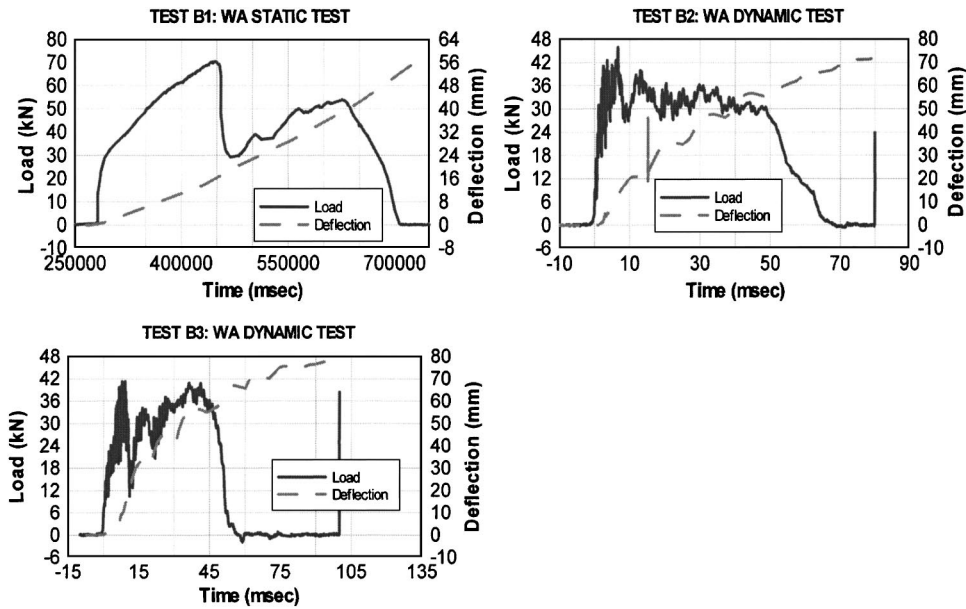 TEST B1: WA STATIC TEST
80
70
60
50
40
30
20
10
0
-10
Load (kN)
64
56
48
40
32
24
16
8
0
-8
Deflection (mm)
Load
Deflection
250000 400000 550000 700000
Time (msec)
TEST B2: WA DYNAMIC TEST
48
42
36
30
24
18
12
6
0
-6
Load (kN)
80
70
60
50
40
30
20
10
0
-10
Deflection (mm)
Load
Deflection
-10 10 30 50 70 90
Time (msec)
TEST B3: WA DYNAMIC TEST
48
42
36
30
24
18
12
6
0
-6
Load (kN)
80
70
60
50
40
30
20
10
0
-10
Deflection (mm)
Load
Deflection
-15 15 45 75 105 135
Time (msec)